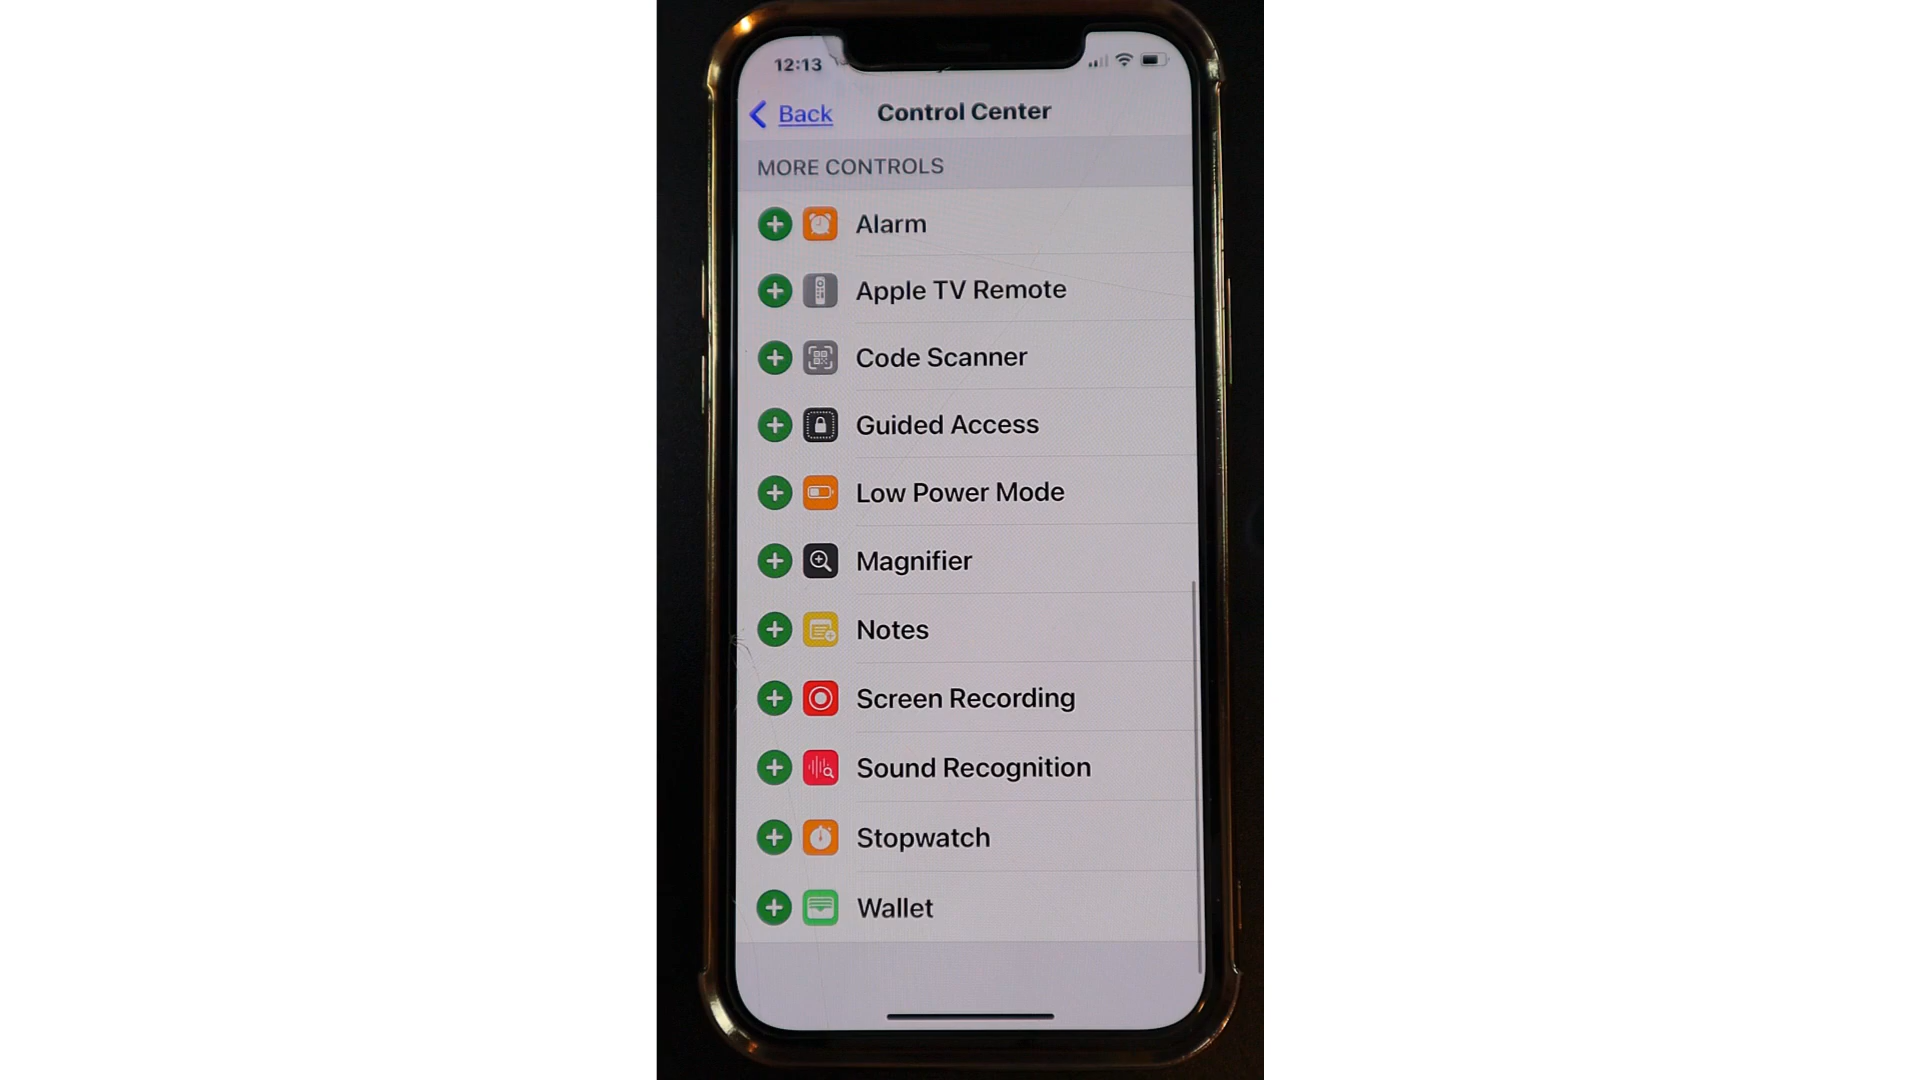 12:13
Back
Control Center
MORE CONTROLS
Alarm
Apple TV Remote
Code Scanner
Guided Access
Low Power Mode
Magnifier
Notes
Screen Recording
Sound Recognition
Stopwatch
Wallet